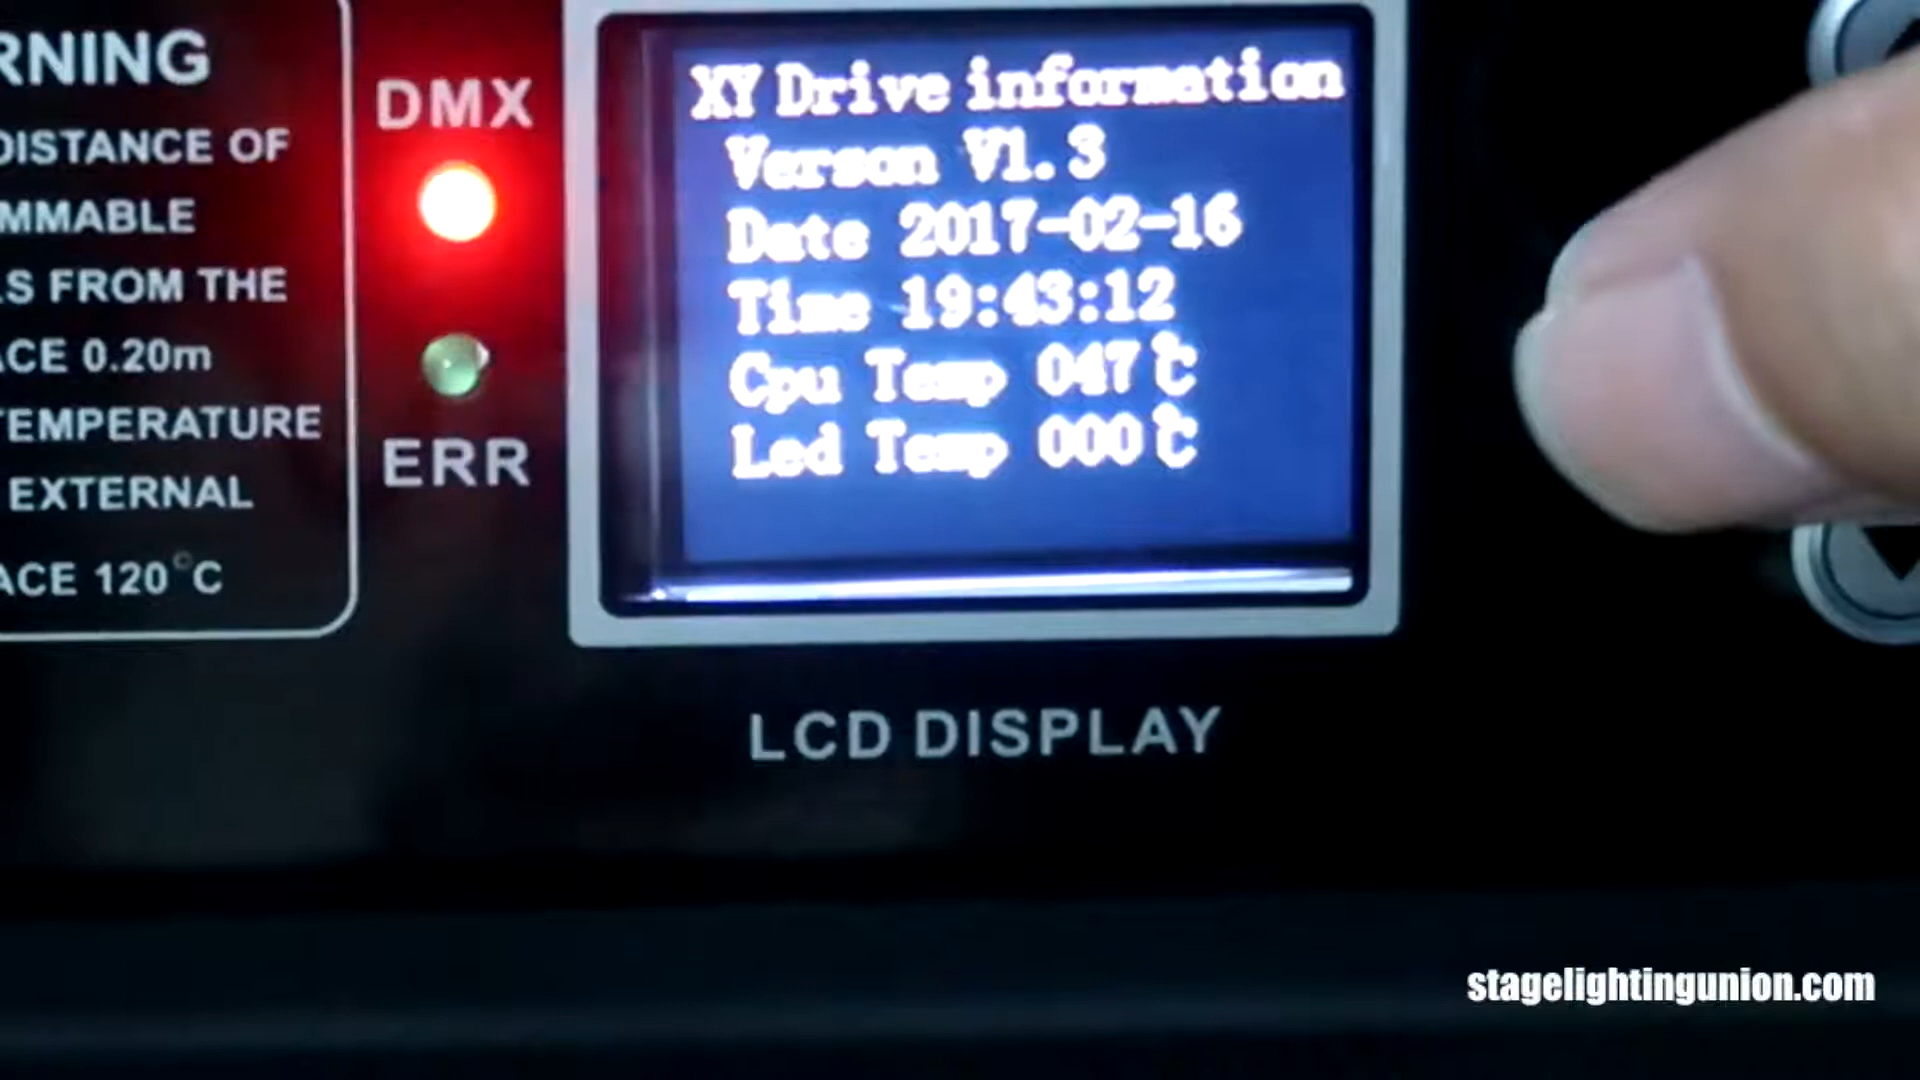 RNING
DISTANCE OF
MMABLE
LS FROM THE
ACE 0.20m
TEMPERATURE
EXTERNAL
ACE 120°C
DMX
ERR
XY Drive information
Verson V1.3
Date 2017-02-16
Time 19:43:12
Cpu Temp 047℃
Led Temp 000℃
LCD DISPLAY
stagelightingunion.com